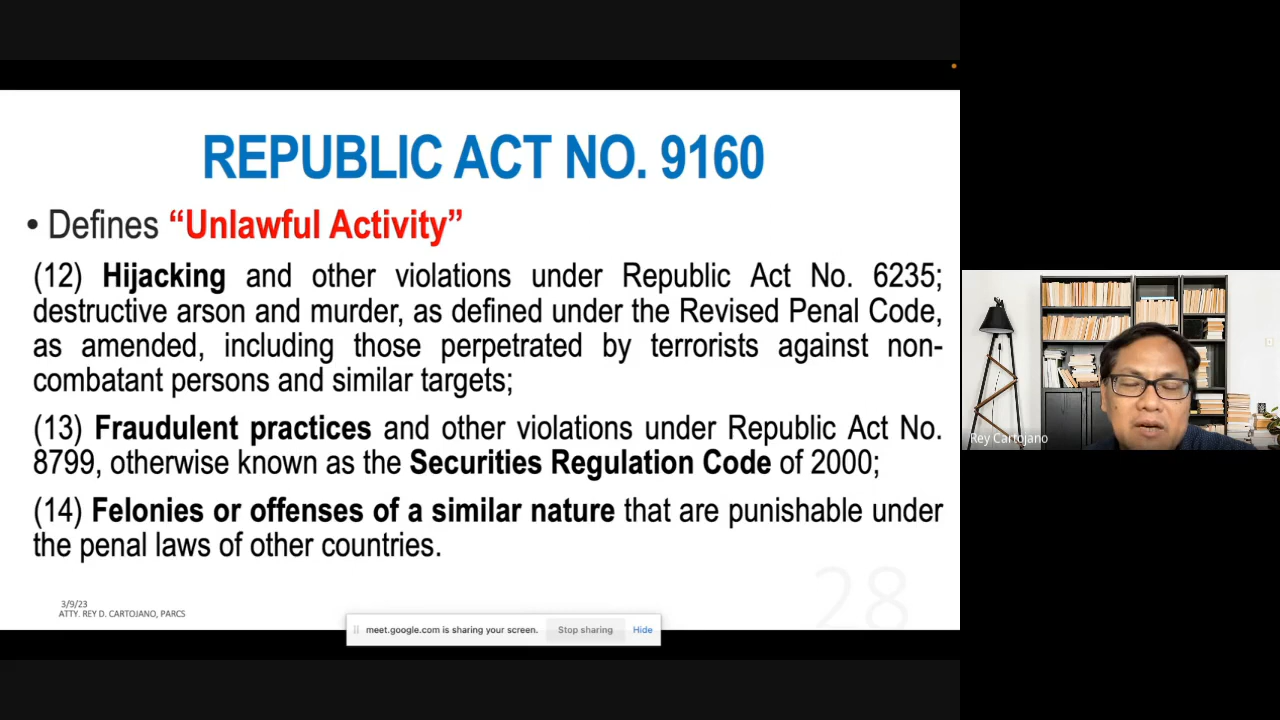 REPUBLIC ACT NO. 9160
• Defines “Unlawful Activity”
(12) Hijacking and other violations under Republic Act No. 6235;
destructive arson and murder, as defined under the Revised Penal Code,
as amended, including those perpetrated by terrorists against non-
combatant persons and similar targets;
(13) Fraudulent practices and other violations under Republic Act No.
8799, otherwise known as the Securities Regulation Code of 2000;
(14) Felonies or offenses of a similar nature that are punishable under
the penal laws of other countries.
28
3/9/23
ATTY. REY D. CARTOJANO, PARCS
meet.google.com is sharing your screen. Stop sharing Hide
Rey Cartojano